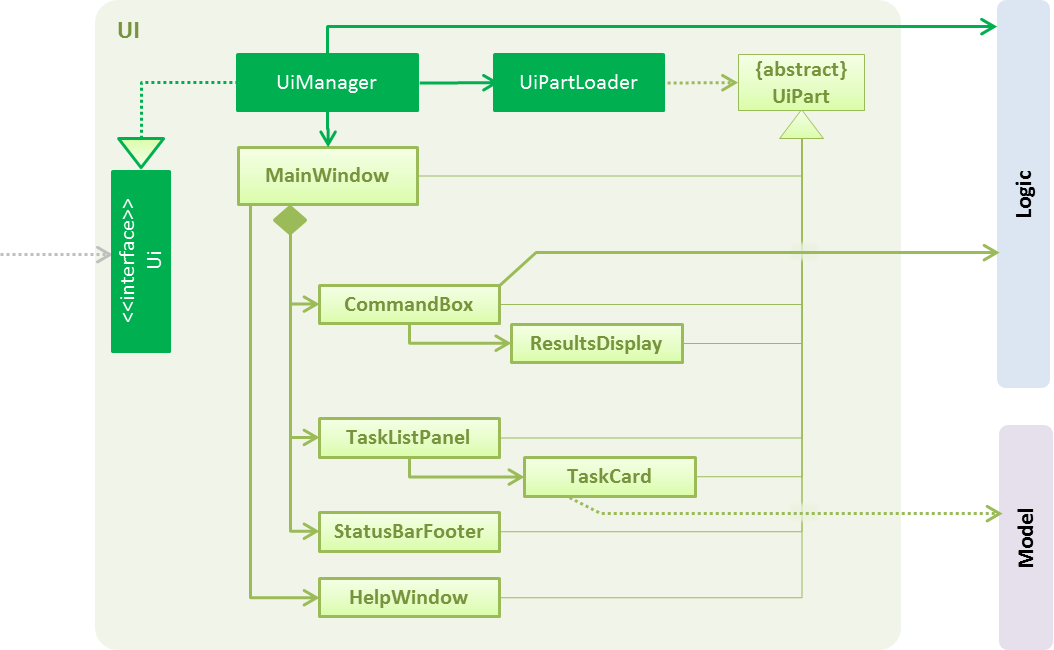 UI
UiManager
UiPartLoader
{abstract}
UiPart
MainWindow
<<interface>>
Ui
CommandBox
ResultsDisplay
TaskListPanel
TaskCard
StatusBarFooter
HelpWindow
Logic
Model